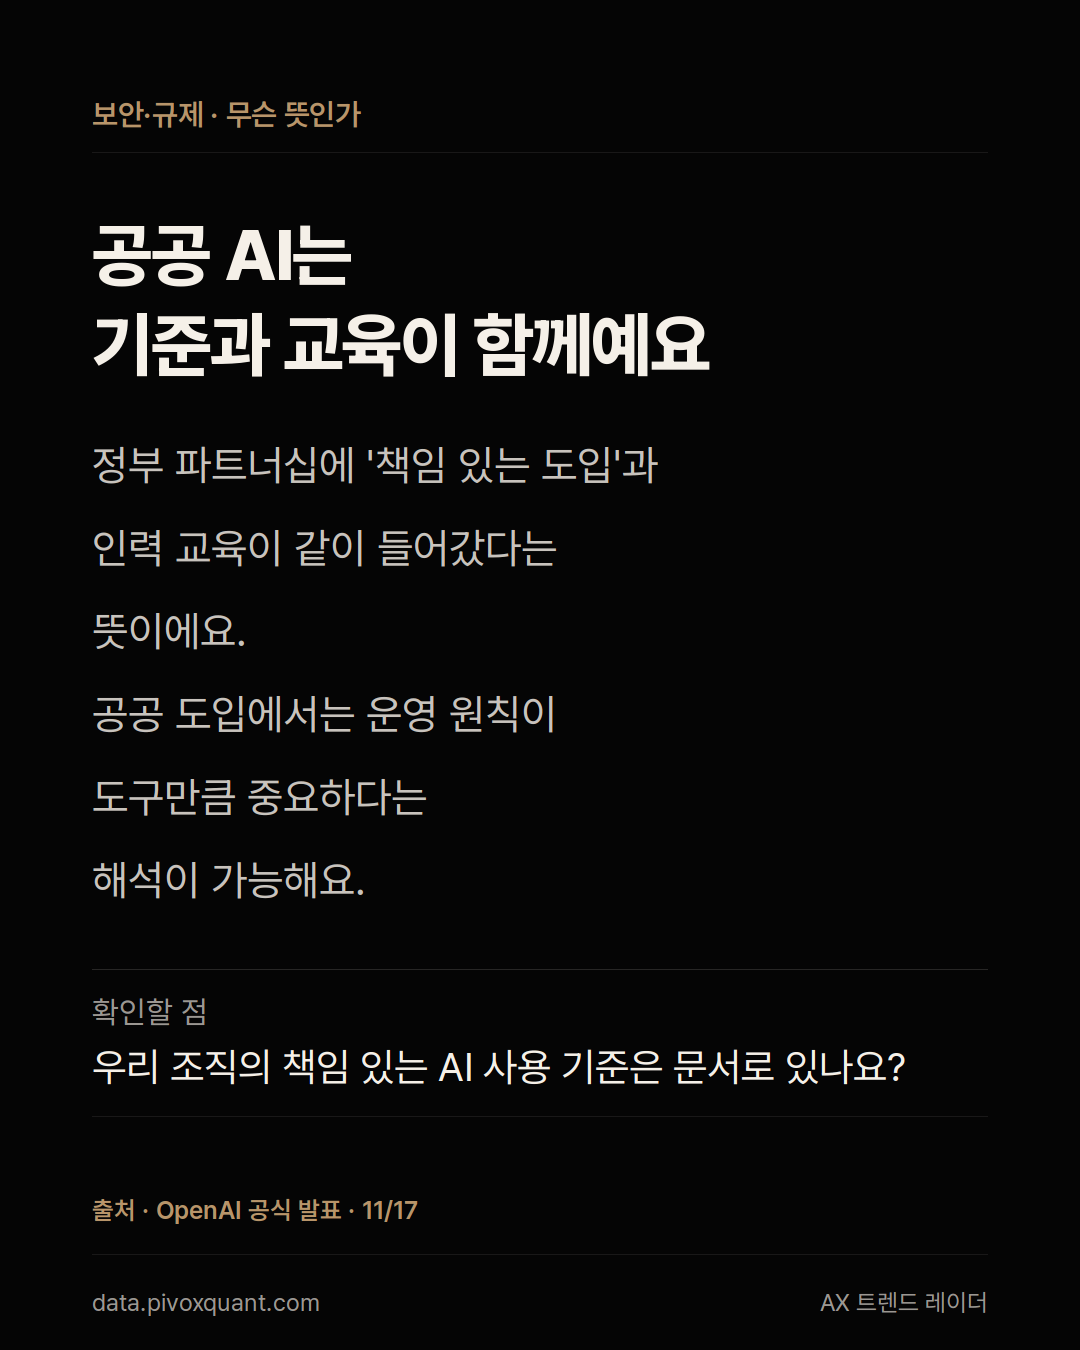 보안·규제 · 무슨 뜻인가
공공 AI는
기준과 교육이 함께예요
정부 파트너십에 '책임 있는 도입'과
인력 교육이 같이 들어갔다는
뜻이에요.
공공 도입에서는 운영 원칙이
도구만큼 중요하다는
해석이 가능해요.
확인할 점
우리 조직의 책임 있는 AI 사용 기준은 문서로 있나요?
출처 · OpenAI 공식 발표 · 11/17
data.pivoxquant.com
AX 트렌드 레이더